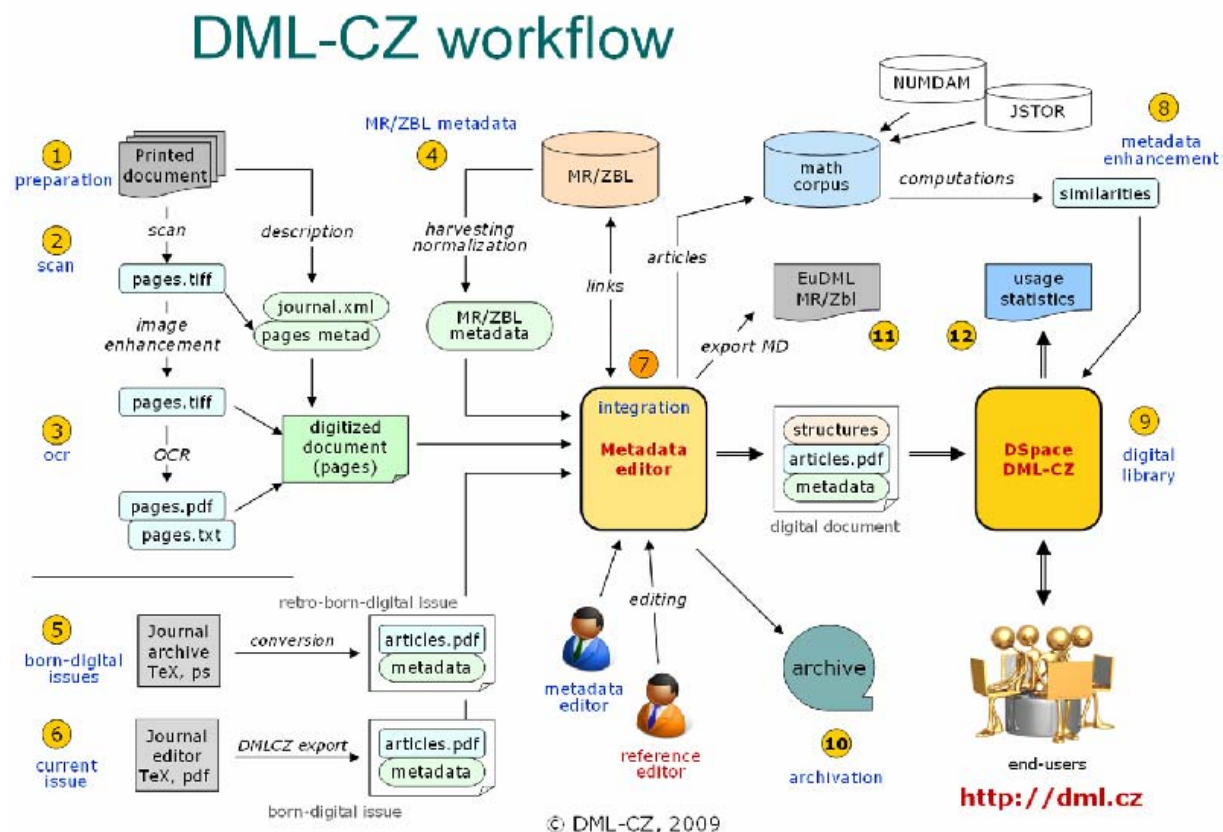 DML-CZ workflow
1
preparation
Printed
document
scan
description
2
scan
pages.tiff
journal.xml
pages metad
image
enhancement
pages.tiff
3
ocr
OCR
digitized
document
(pages)
pages.pdf
pages.txt
MR/ZBL metadata
4
MR/ZBL
harvesting
normalization
links
MR/ZBL
metadata
NUMDAM
JSTOR
math
corpus
computations
8
metadata
enhancement
similarities
articles
EuDML
MR/Zbl
11
export MD
usage
statistics
12
7
integration
Metadada
editor
structures
articles.pdf
metadata
digital document
DSpace
DML-CZ
9
digital
library
retro-born-digital issue
5
born-digital
issues
Journal
archive
TeX, ps
conversion
articles.pdf
metadata
6
current
issue
Journal
editor
TeX, pdf
DMLCZ export
articles.pdf
metadata
born-digital issue
editing
metadata
editor
reference
editor
archive
10
archivation
end-users
http://dml.cz
© DML-CZ, 2009